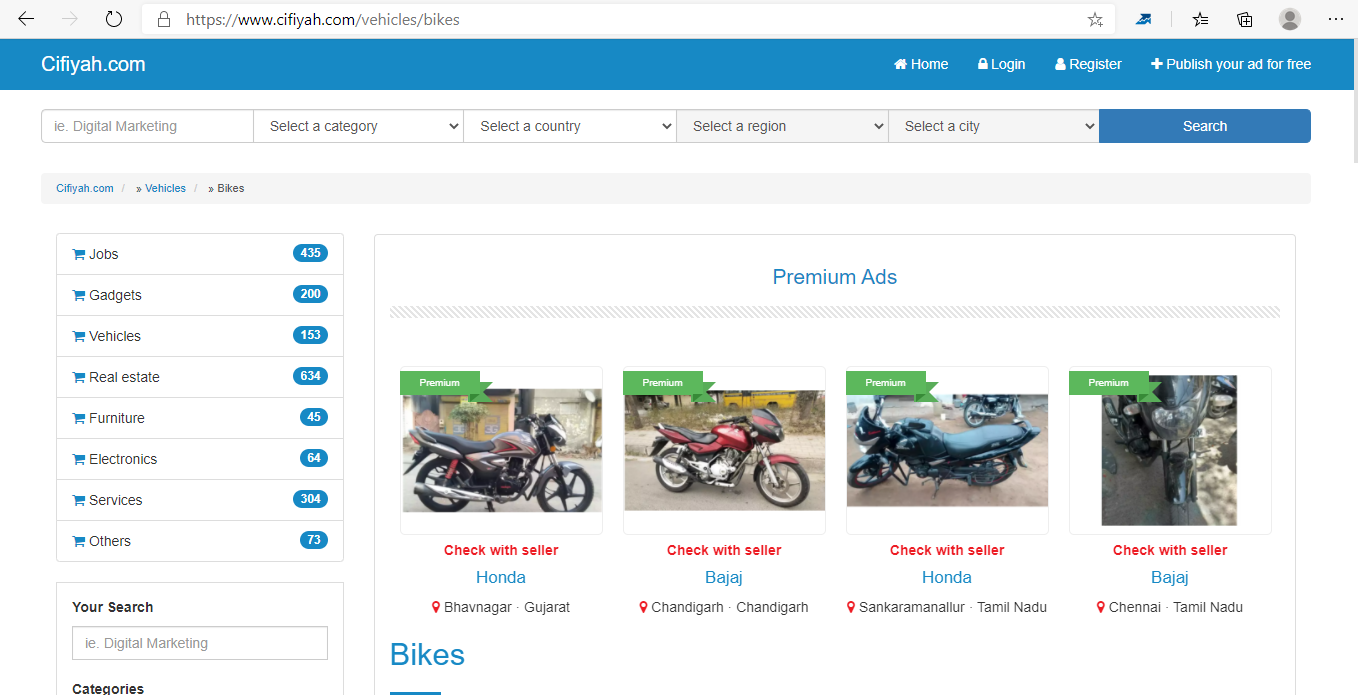 https://www.cifiyah.com/vehicles/bikes
Cifiyah.com
Home Login Register Publish your ad for free
ie. Digital Marketing Select a category Select a country Select a region Select a city Search
Cifiyah.com / » Vehicles / » Bikes
Jobs 435
Gadgets 200
Vehicles 153
Real estate 634
Furniture 45
Electronics 64
Services 304
Others 73
Your Search
ie. Digital Marketing
Categories
Premium Ads
Premium Premium Premium Premium
Check with seller Check with seller Check with seller Check with seller
Honda Bajaj Honda Bajaj
Bhavnagar · Gujarat Chandigarh · Chandigarh Sankaramanallur · Tamil Nadu Chennai · Tamil Nadu
Bikes